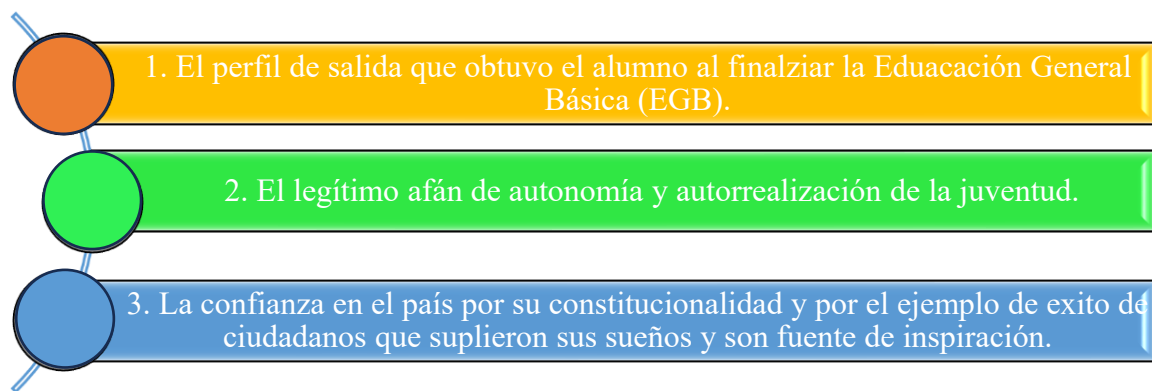 1. El perfil de salida que obtuvo el alumno al finalziar la Eduacación General
Básica (EGB).
2. El legítimo afán de autonomía y autorrealización de la juventud.
3. La confianza en el país por su constitucionalidad y por el ejemplo de exito de
ciudadanos que suplieron sus sueños y son fuente de inspiración.